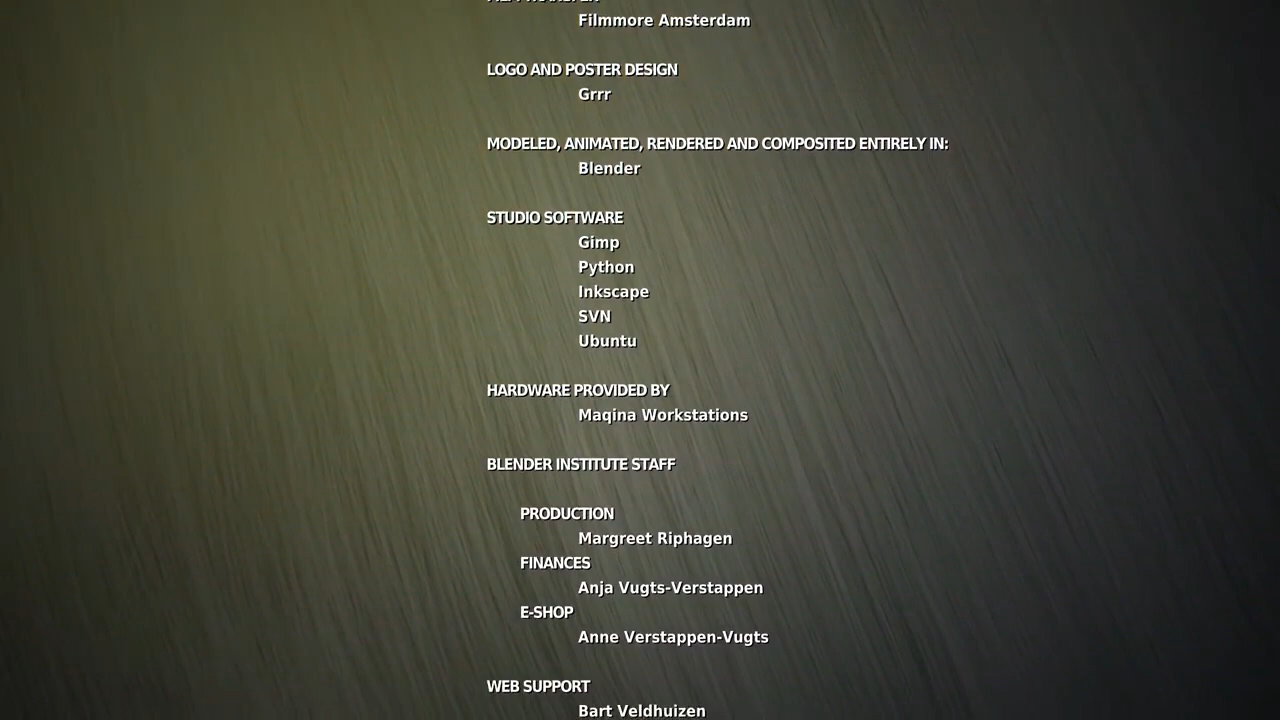 Filmmore Amsterdam
LOGO AND POSTER DESIGN
Grrr
MODELED, ANIMATED, RENDERED AND COMPOSITED ENTIRELY IN:
Blender
STUDIO SOFTWARE
Gimp
Python
Inkscape
SVN
Ubuntu
HARDWARE PROVIDED BY
Maqina Workstations
BLENDER INSTITUTE STAFF
PRODUCTION
Margreet Riphagen
FINANCES
Anja Vugts-Verstappen
E-SHOP
Anne Verstappen-Vugts
WEB SUPPORT
Bart Veldhuizen